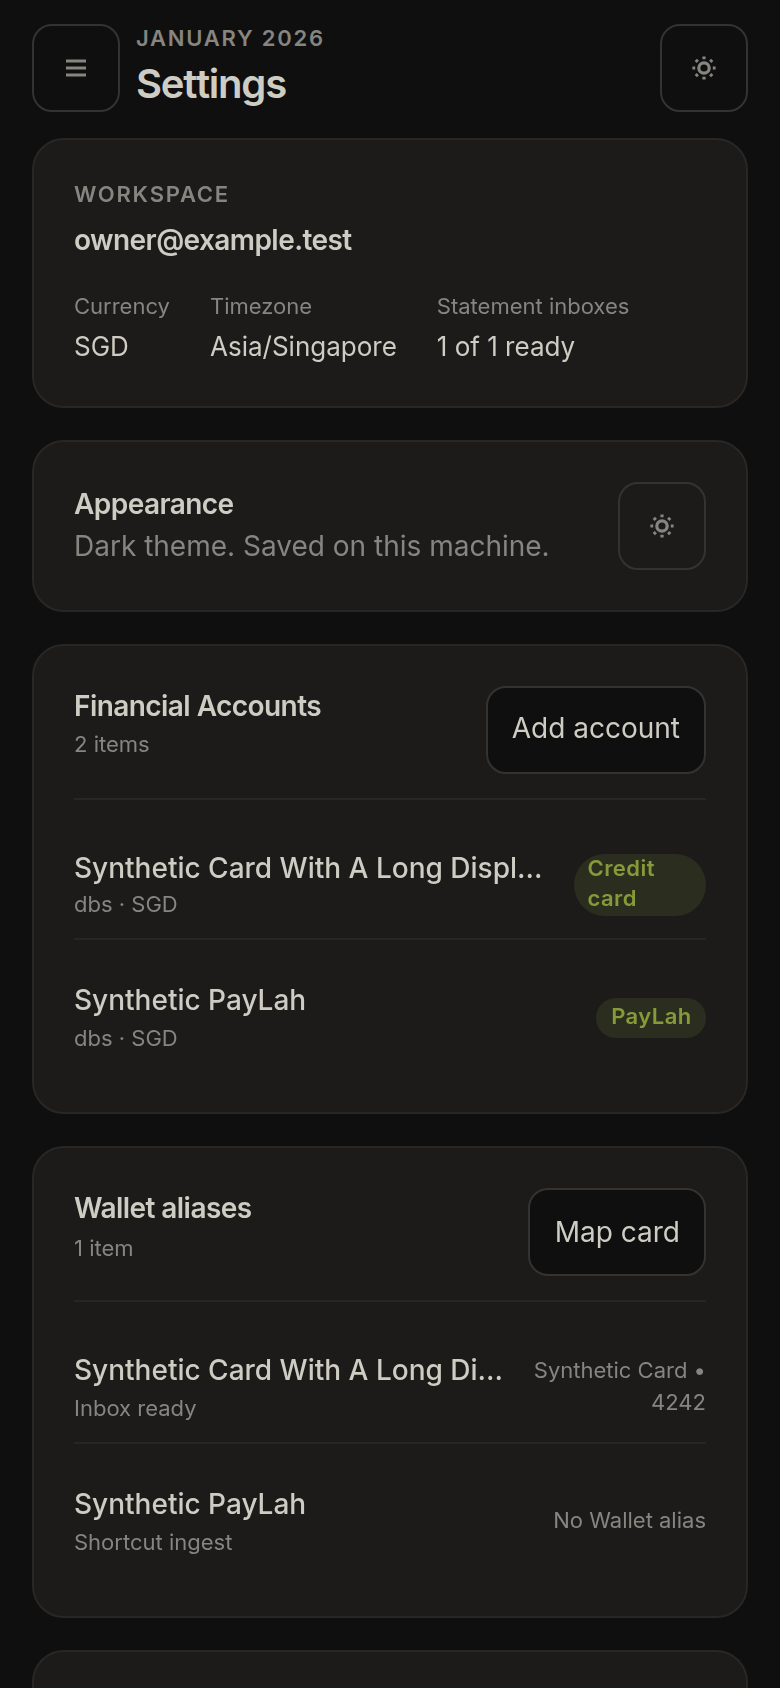 JANUARY 2026
Settings
WORKSPACE
owner@example.test
Currency
SGD
Timezone
Asia/Singapore
Statement inboxes
1 of 1 ready
Appearance
Dark theme. Saved on this machine.
Financial Accounts
2 items
Add account
Synthetic Card With A Long Displ...
dbs · SGD
Credit
card
Synthetic PayLah
dbs · SGD
PayLah
Wallet aliases
1 item
Map card
Synthetic Card With A Long Di...
Inbox ready
Synthetic Card •
4242
Synthetic PayLah
Shortcut ingest
No Wallet alias